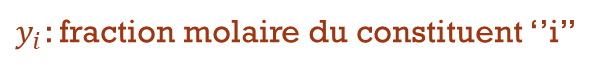 𝑦ᵢ : fraction molaire du constituent ‘’i’’